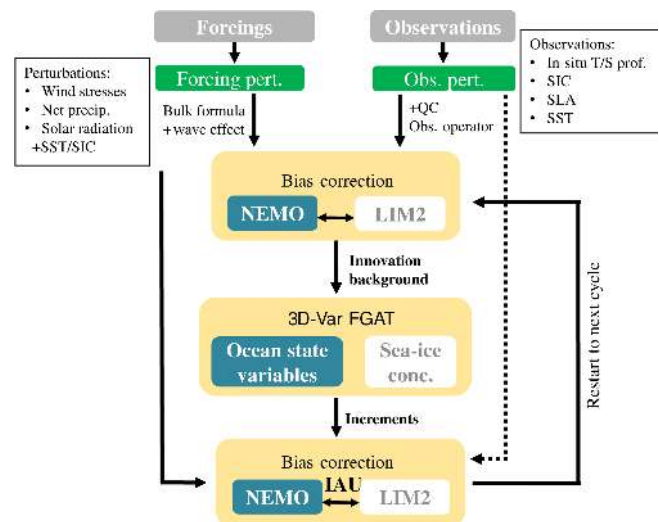 Forcings
Observations
Perturbations:
• Wind stresses
• Net precip.
• Solar radiation
+SST/SIC
Forcing pert.
Obs. pert.
Observations:
• In situ T/S prof.
• SIC
• SLA
• SST
Bulk formula
+wave effect
+QC
Obs. operator
Bias correction
NEMO
LIM2
Innovation
background
3D-Var FGAT
Ocean state
variables
Sea-ice
conc.
Increments
Restart to next cycle
Bias correction
IAU
NEMO
LIM2